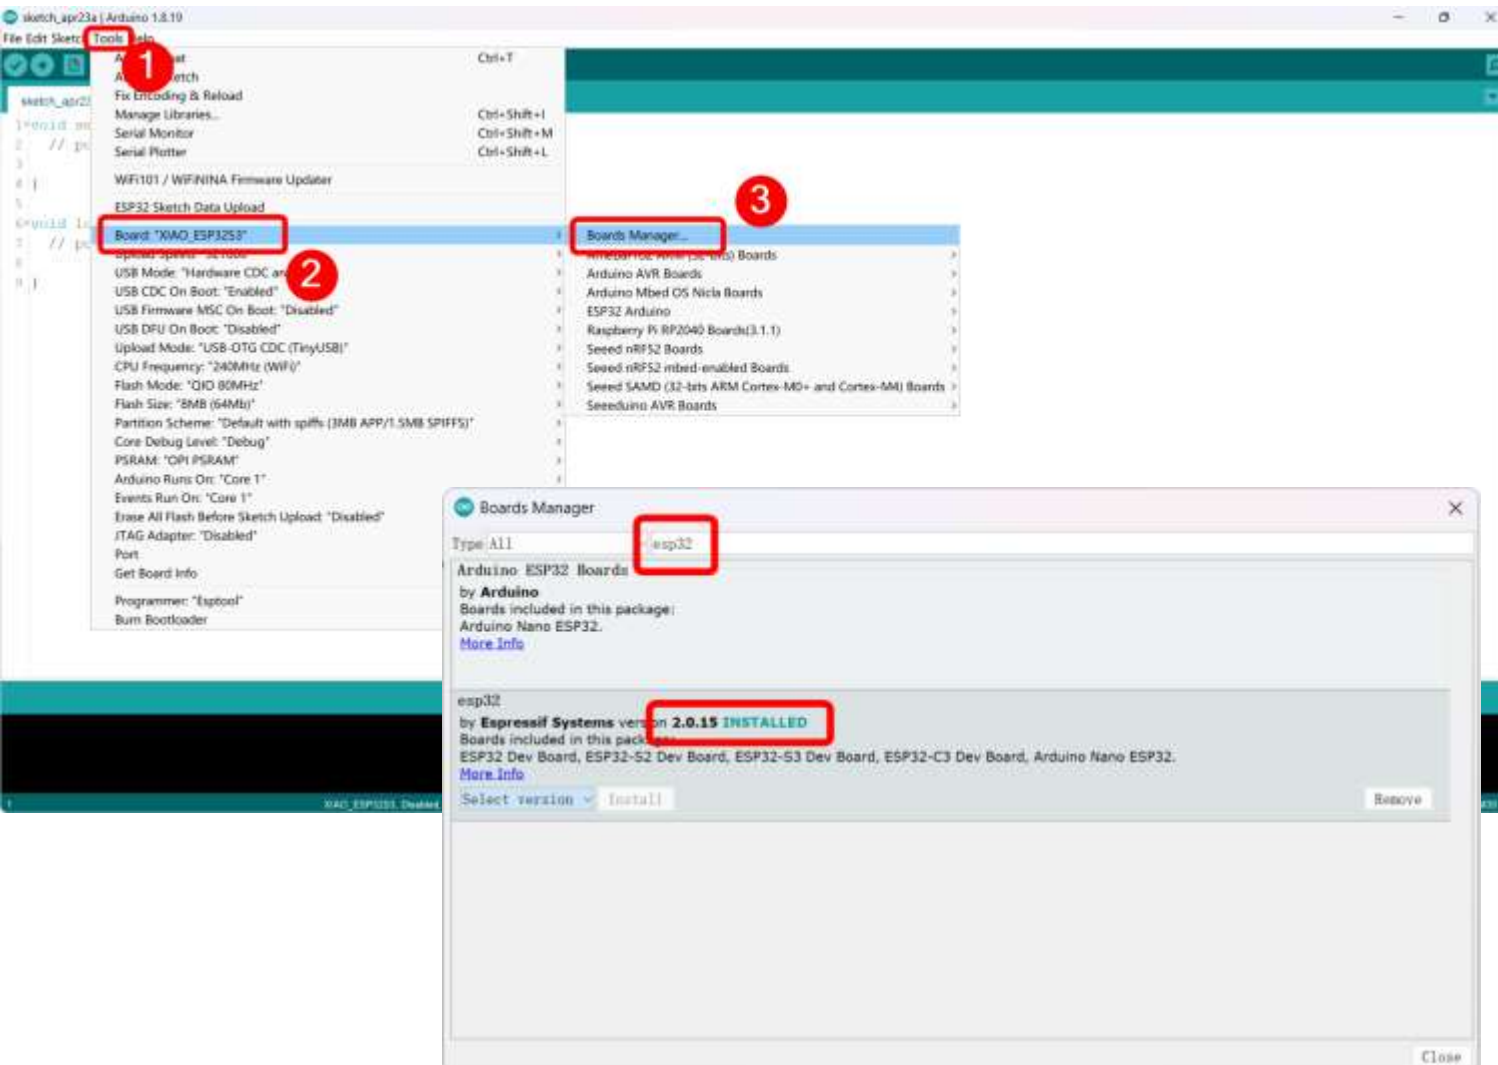 sketch_apr23a | Arduino 1.8.19
File Edit Sketch Tools Help
1
Ctrl+T
Fix Encoding & Reload
Manage Libraries... Ctrl+Shift+I
Serial Monitor Ctrl+Shift+M
Serial Plotter Ctrl+Shift+L
WiFi101 / WiFiNINA Firmware Updater
ESP32 Sketch Data Upload
Board: "XIAO_ESP32S3"
2
USB Mode: "Hardware CDC an
USB CDC On Boot: "Enabled"
USB Firmware MSC On Boot: "Disabled"
USB DFU On Boot: "Disabled"
Upload Mode: "USB-OTG CDC (TinyUSB)"
CPU Frequency: "240MHz (WiFi)"
Flash Mode: "QIO 80MHz"
Flash Size: "8MB (64Mb)"
Partition Scheme: "Default with spiffs (3MB APP/1.5MB SPIFFS)"
Core Debug Level: "Debug"
PSRAM: "OPI PSRAM"
Arduino Runs On: "Core 1"
Events Run On: "Core 1"
Erase All Flash Before Sketch Upload: "Disabled"
JTAG Adapter: "Disabled"
Port
Get Board Info
Programmer: "Esptool"
Burn Bootloader
3
Boards Manager...
Arduino AVR Boards
Arduino Mbed OS Nicla Boards
ESP32 Arduino
Raspberry Pi RP2040 Boards(3.1.1)
Seeed nRF52 Boards
Seeed nRF52 mbed-enabled Boards
Seeed SAMD (32-bits ARM Cortex-M0+ and Cortex-M4) Boards
Seeeduino AVR Boards
Boards Manager
Type All esp32
Arduino ESP32 Boards
by Arduino
Boards included in this package:
Arduino Nano ESP32.
More Info
esp32
by Espressif Systems version 2.0.15 INSTALLED
Boards included in this package:
ESP32 Dev Board, ESP32-S2 Dev Board, ESP32-S3 Dev Board, ESP32-C3 Dev Board, Arduino Nano ESP32.
More Info
Select version Install Remove
Close